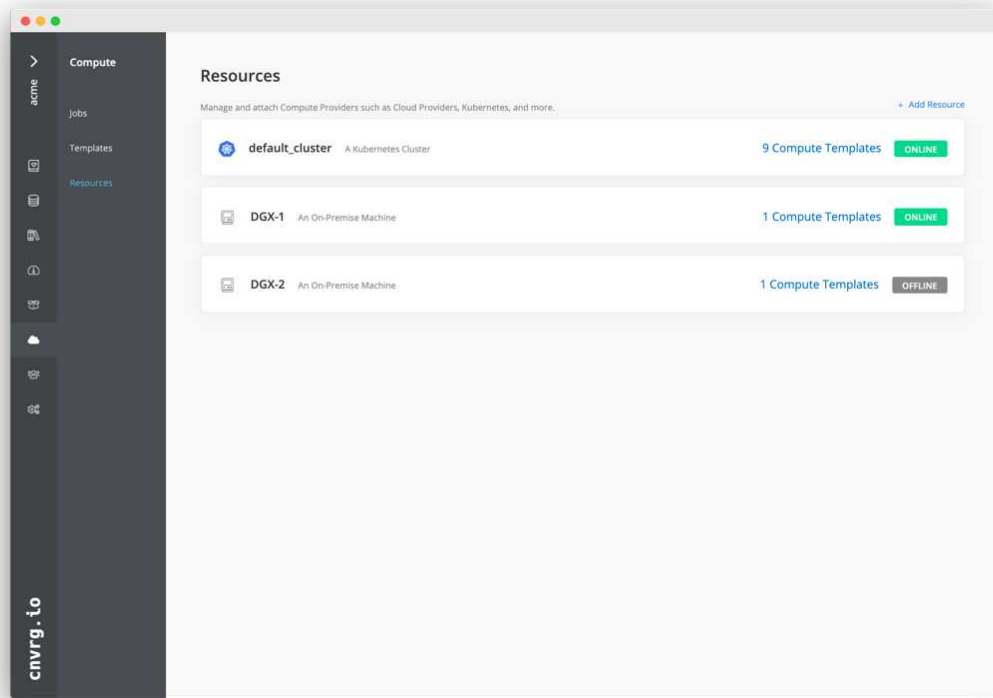 acme
Compute
Jobs
Templates
Resources
cnvrg.io
Resources
Manage and attach Compute Providers such as Cloud Providers, Kubernetes, and more.
+ Add Resource
default_cluster A Kubernetes Cluster 9 Compute Templates ONLINE
DGX-1 An On-Premise Machine 1 Compute Templates ONLINE
DGX-2 An On-Premise Machine 1 Compute Templates OFFLINE